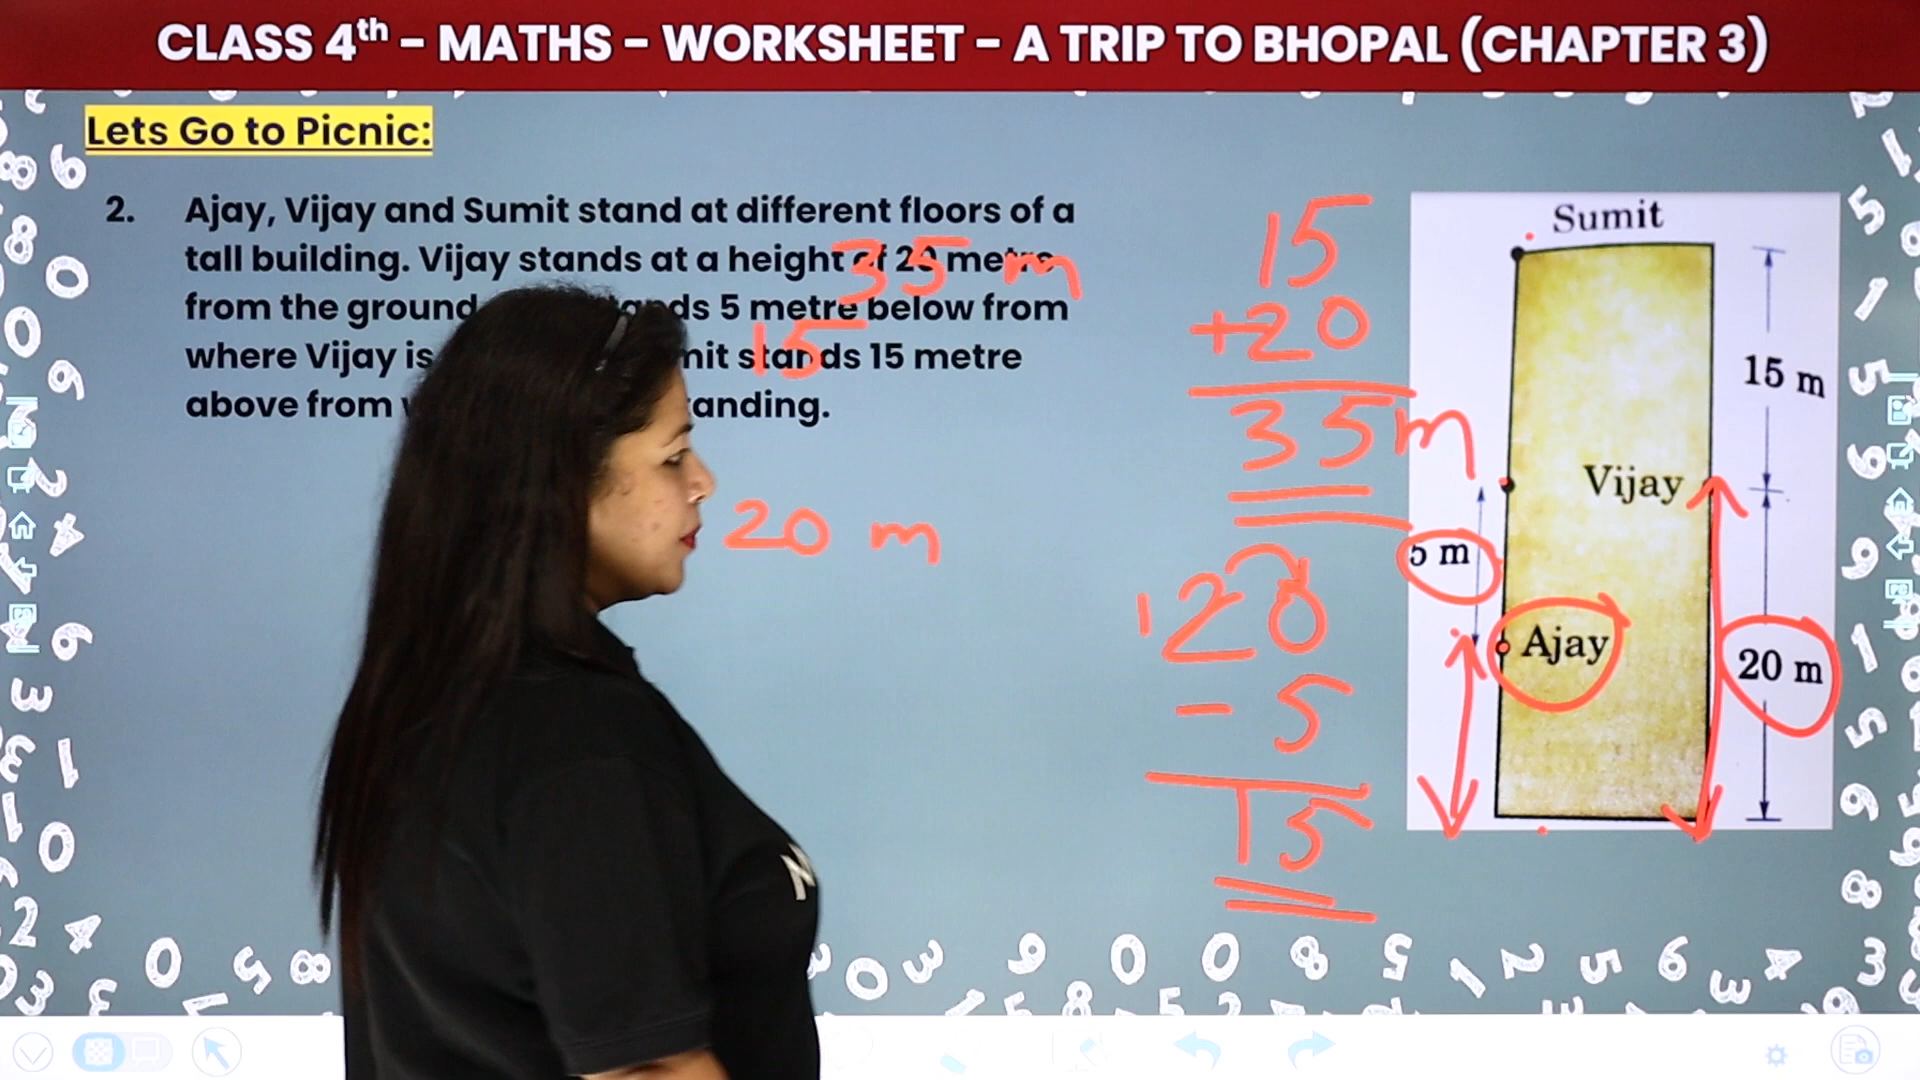 CLASS 4th - MATHS - WORKSHEET - A TRIP TO BHOPAL (CHAPTER 3)
Lets Go to Picnic:
2. Ajay, Vijay and Sumit stand at different floors of a
tall building. Vijay stands at a height of 20 metre
from the ground 5 metre below from
where Vijay is stands 15 metre
above from
35 m
15
20 m
15
+20
35m
20
- 5
15
Sumit
15 m
Vijay
5 m
Ajay
20 m